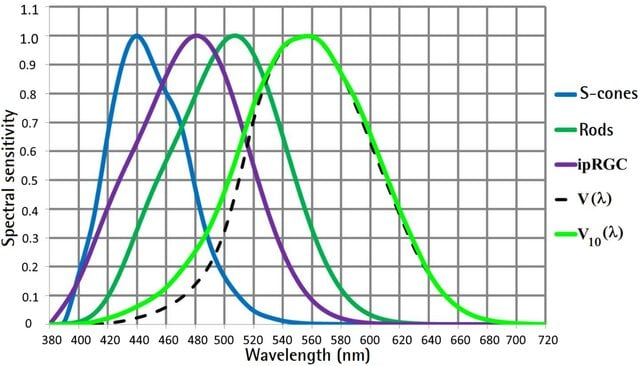 1.1
1.0
0.9
0.8
0.7
0.6
0.5
0.4
0.3
0.2
0.1
0
Spectral sensitivity
380 400 420 440 460 480 500 520 540 560 580 600 620 640 660 680 700 720
Wavelength (nm)
S-cones
Rods
ipRGC
V(λ)
V₁₀(λ)